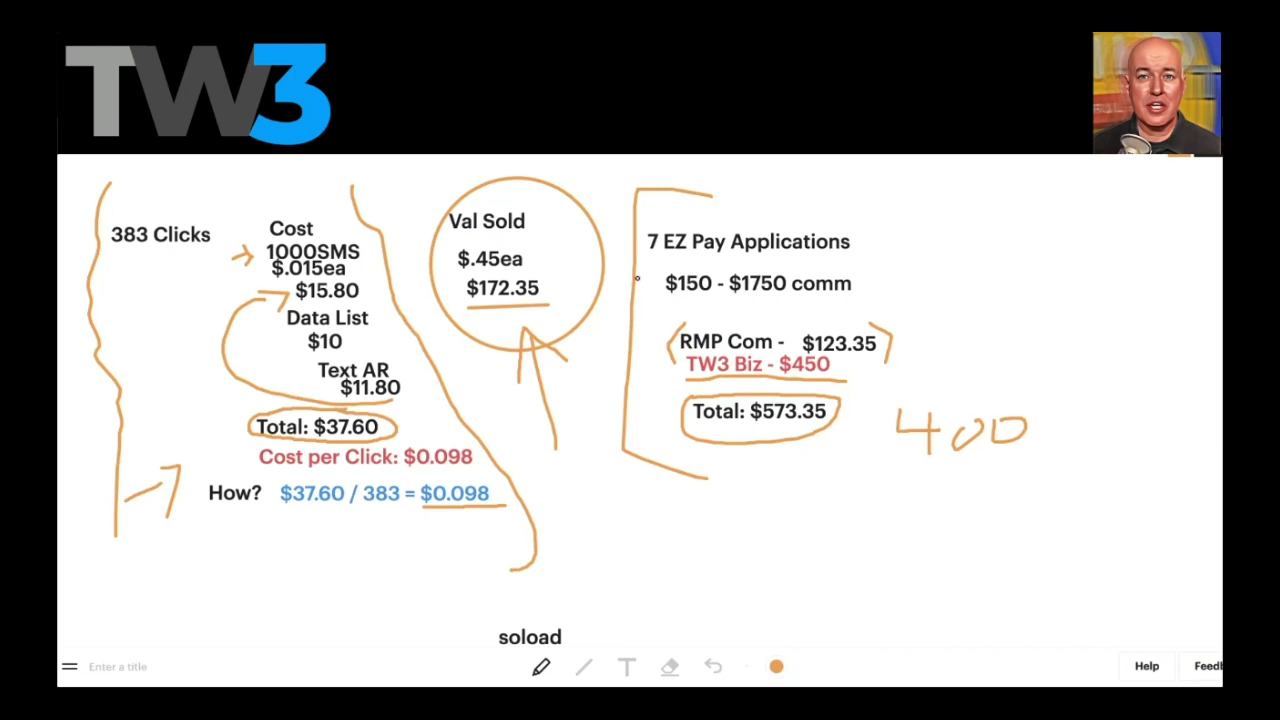 TW3
383 Clicks
Cost
1000SMS
$.015ea
$15.80
Data List
$10
Text AR
$11.80
Total: $37.60
Cost per Click: $0.098
How? $37.60 / 383 = $0.098
Val Sold
$.45ea
$172.35
7 EZ Pay Applications
$150 - $1750 comm
RMP Com - $123.35
TW3 Biz - $450
Total: $573.35
400
soload
Enter a title
T
Help
Feedb